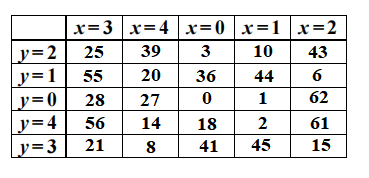 x=3 x=4 x=0 x=1 x=2
y=2 25 39 3 10 43
y=1 55 20 36 44 6
y=0 28 27 0 1 62
y=4 56 14 18 2 61
y=3 21 8 41 45 15